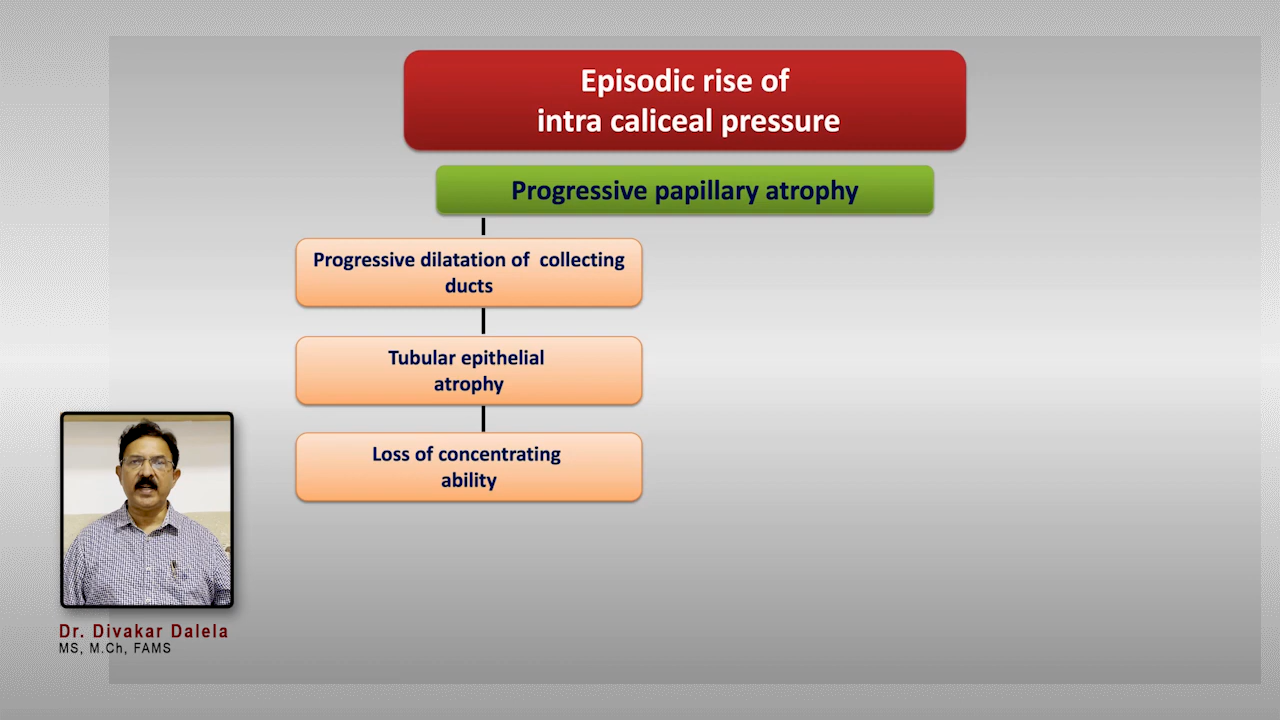 Episodic rise of
intra caliceal pressure
Progressive papillary atrophy
Progressive dilatation of collecting
ducts
Tubular epithelial
atrophy
Loss of concentrating
ability
Dr. Divakar Dalela
MS, M.Ch, FAMS